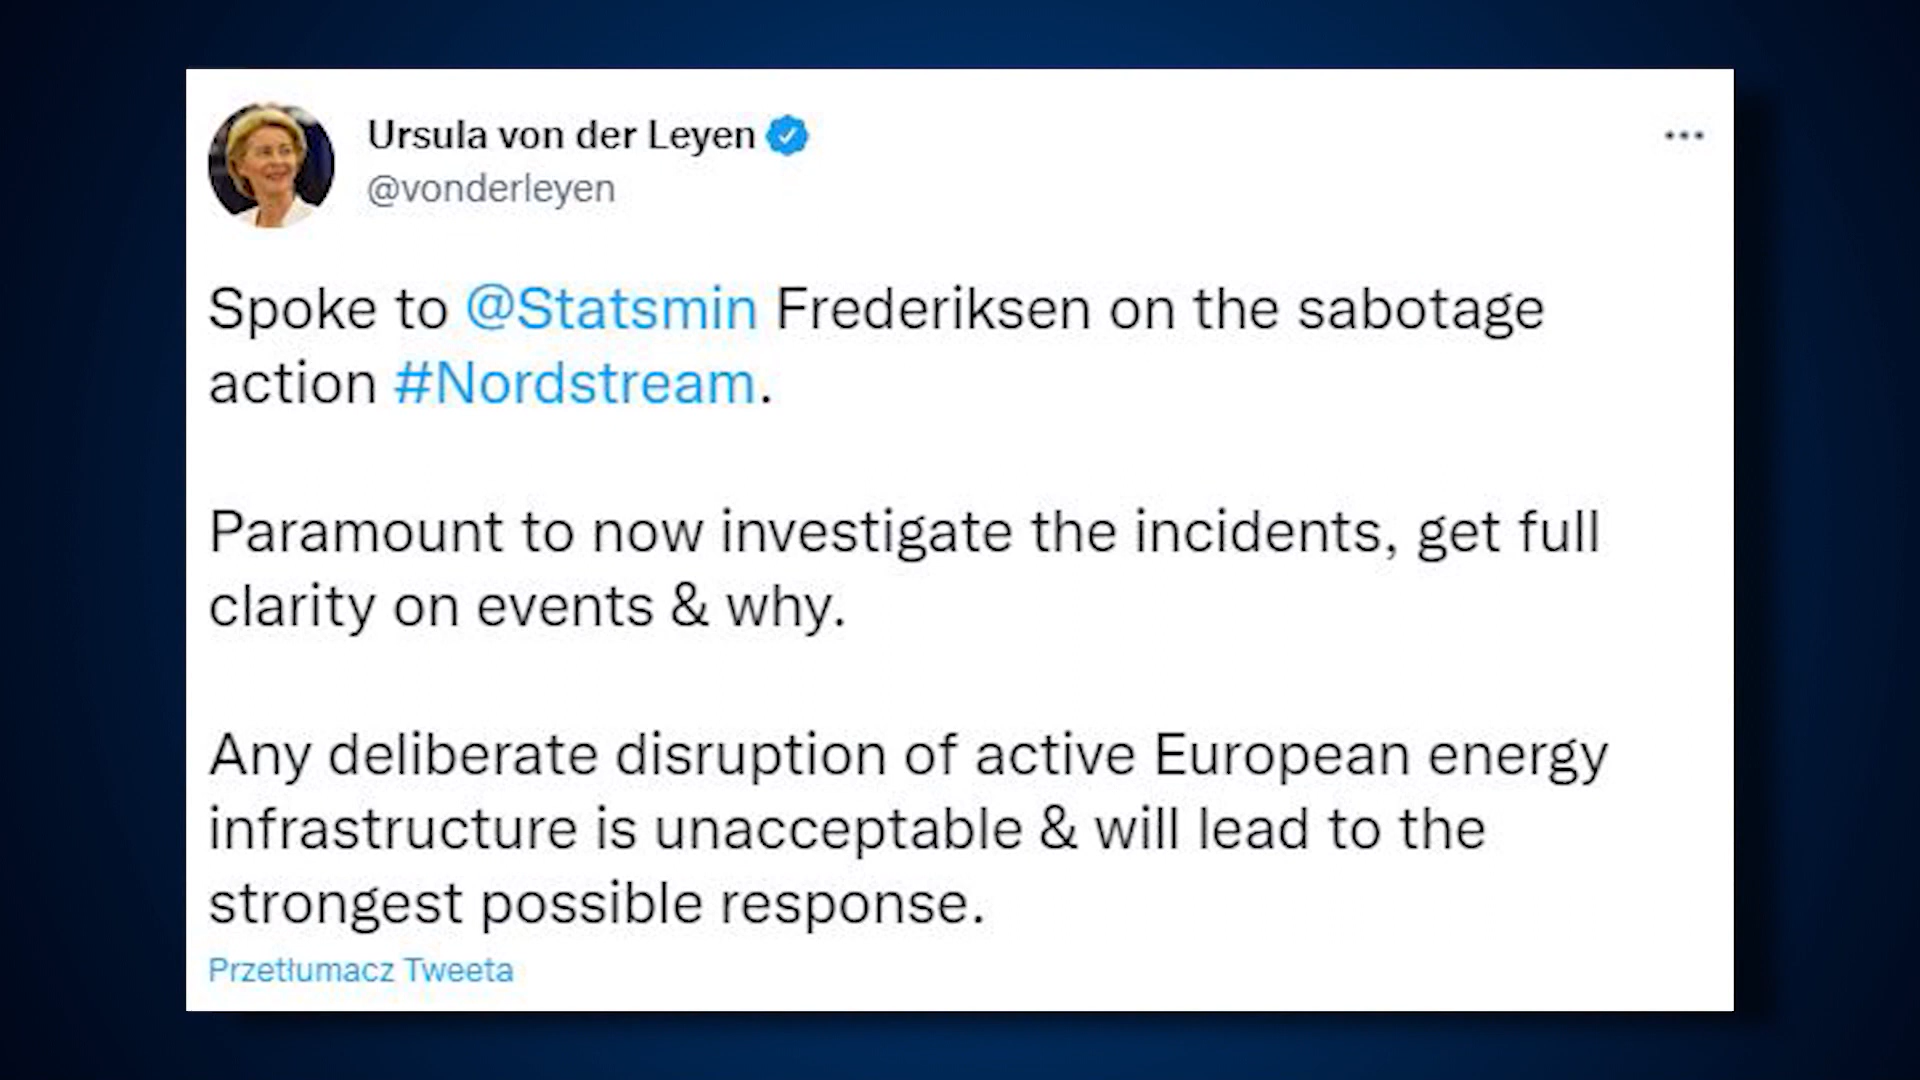 Ursula von der Leyen
@vonderleyen
Spoke to @Statsmin Frederiksen on the sabotage
action #Nordstream.
Paramount to now investigate the incidents, get full
clarity on events & why.
Any deliberate disruption of active European energy
infrastructure is unacceptable & will lead to the
strongest possible response.
Przetłumacz Tweeta